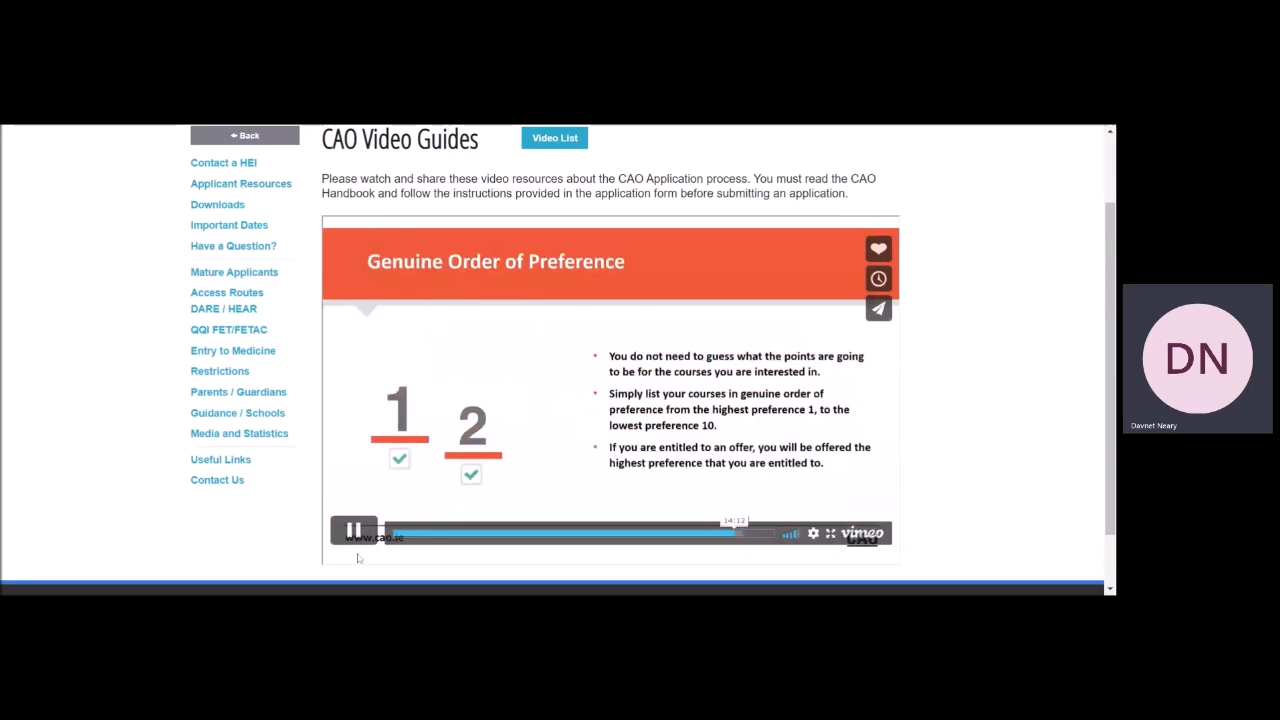 Back
CAO Video Guides
Video List
Contact a HEI
Applicant Resources
Downloads
Important Dates
Have a Question?
Mature Applicants
Access Routes
DARE / HEAR
QQI FET/FETAC
Entry to Medicine
Restrictions
Parents / Guardians
Guidance / Schools
Media and Statistics
Useful Links
Contact Us
Please watch and share these video resources about the CAO Application process. You must read the CAO
Handbook and follow the instructions provided in the application form before submitting an application.
Genuine Order of Preference
1
2
• You do not need to guess what the points are going
to be for the courses you are interested in.
• Simply list your courses in genuine order of
preference from the highest preference 1, to the
lowest preference 10.
• If you are entitled to an offer, you will be offered the
highest preference that you are entitled to.
14:12
vimeo
www.cao.ie
CAO
DN
Davnet Neary